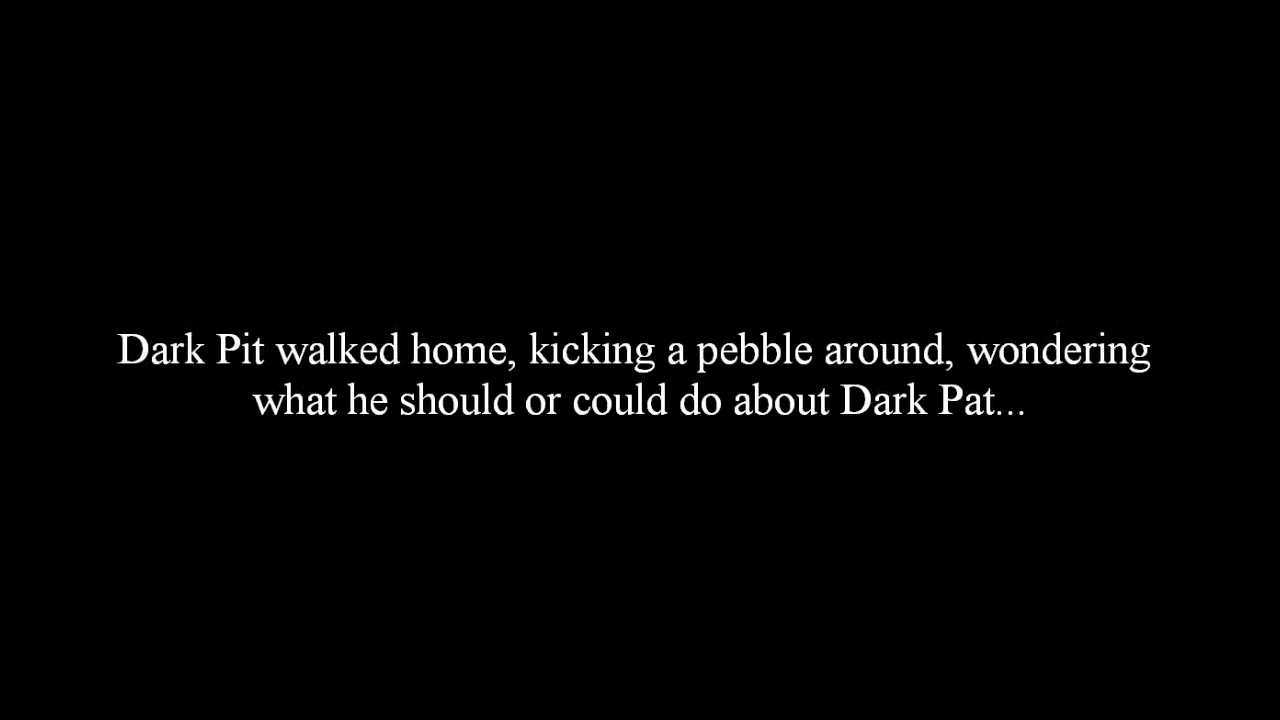 Dark Pit walked home, kicking a pebble around, wondering
what he should or could do about Dark Pat...